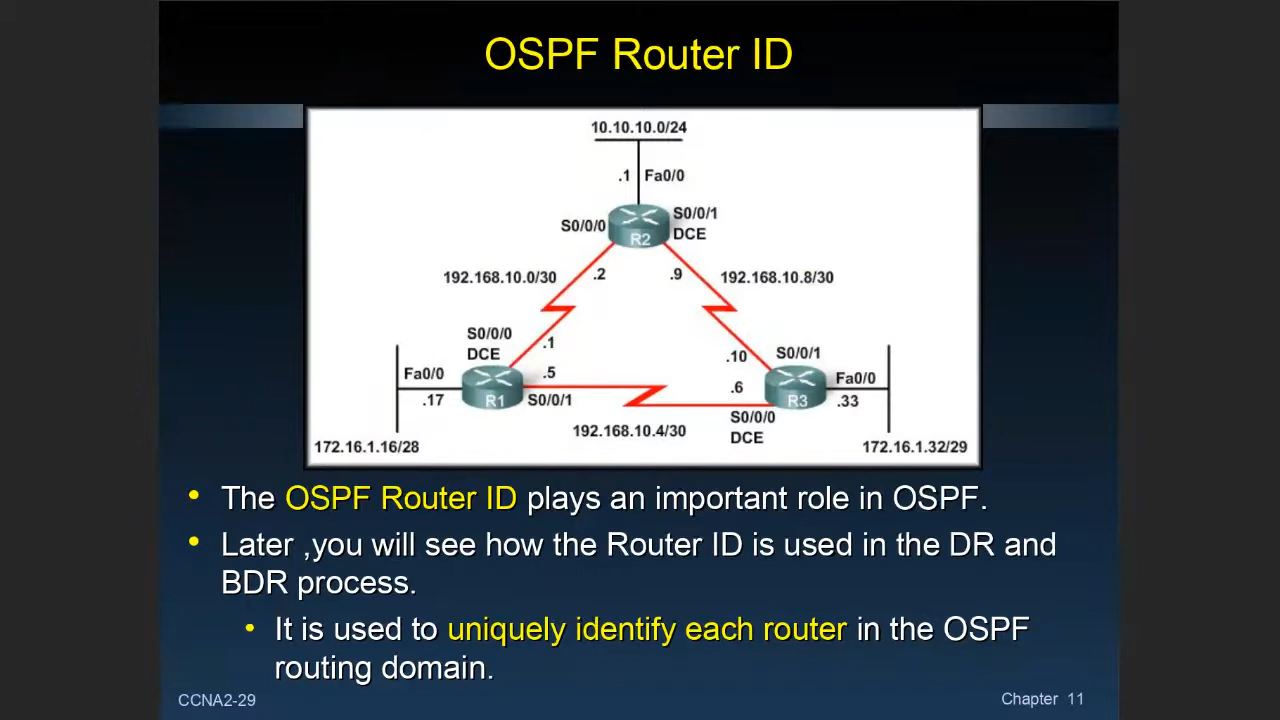 OSPF Router ID
10.10.10.0/24
.1 Fa0/0
S0/0/0
S0/0/1
DCE
R2
192.168.10.0/30
.2
.9
192.168.10.8/30
S0/0/0
DCE
.1
.10
S0/0/1
Fa0/0
.5
.6
Fa0/0
.17
R1
S0/0/1
R3
.33
S0/0/0
DCE
192.168.10.4/30
172.16.1.16/28
172.16.1.32/29
• The OSPF Router ID plays an important role in OSPF.
• Later ,you will see how the Router ID is used in the DR and
BDR process.
• It is used to uniquely identify each router in the OSPF
routing domain.
CCNA2-29
Chapter 11